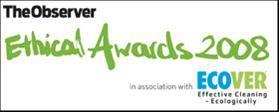 TheObserver
Ethical Awards 2008
in association with ECOVER
Effective Cleaning
- Ecologically